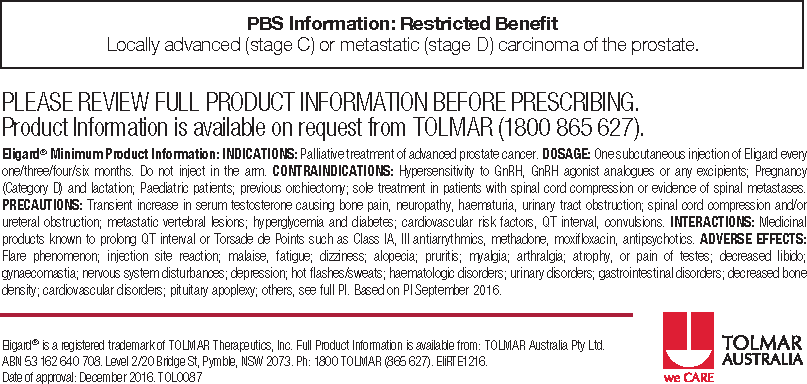 PBS Information: Restricted Benefit
Locally advanced (stage C) or metastatic (stage D) carcinoma of the prostate.
PLEASE REVIEW FULL PRODUCT INFORMATION BEFORE PRESCRIBING.
Product Information is available on request from TOLMAR (1800 865 627).
Eligard® Minimum Product Information: INDICATIONS: Palliative treatment of advanced prostate cancer. DOSAGE: One subcutaneous injection of Eligard every
one/three/four/six months. Do not inject in the arm. CONTRAINDICATIONS: Hypersensitivity to GnRH, GnRH agonist analogues or any excipients; Pregnancy
(Category D) and lactation; Paediatric patients; previous orchiectomy; sole treatment in patients with spinal cord compression or evidence of spinal metastases.
PRECAUTIONS: Transient increase in serum testosterone causing bone pain, neuropathy, haematuria, urinary tract obstruction; spinal cord compression and/or
ureteral obstruction; metastatic vertebral lesions; hyperglycemia and diabetes; cardiovascular risk factors, QT interval, convulsions. INTERACTIONS: Medicinal
products known to prolong QT interval or Torsade de Points such as Class IA, III antiarrythmics, methadone, moxifloxacin, antipsychotics. ADVERSE EFFECTS:
Flare phenomenon; injection site reaction; malaise, fatigue; dizziness; alopecia; pruritis; myalgia; arthralgia; atrophy, or pain of testes; decreased libido;
gynaecomastia; nervous system disturbances; depression; hot flashes/sweats; haematologic disorders; urinary disorders; gastrointestinal disorders; decreased bone
density; cardiovascular disorders; pituitary apoplexy; others, see full PI. Based on PI September 2016.
Eligard® is a registered trademark of TOLMAR Therapeutics, Inc. Full Product Information is available from: TOLMAR Australia Pty Ltd.
ABN 53 162 640 708. Level 2/20 Bridge St, Pymble, NSW 2073. Ph: 1800 TOLMAR (865 627). EliRTE1216.
Date of approval: December 2016. TOL0087
TOLMAR
AUSTRALIA
we CARE